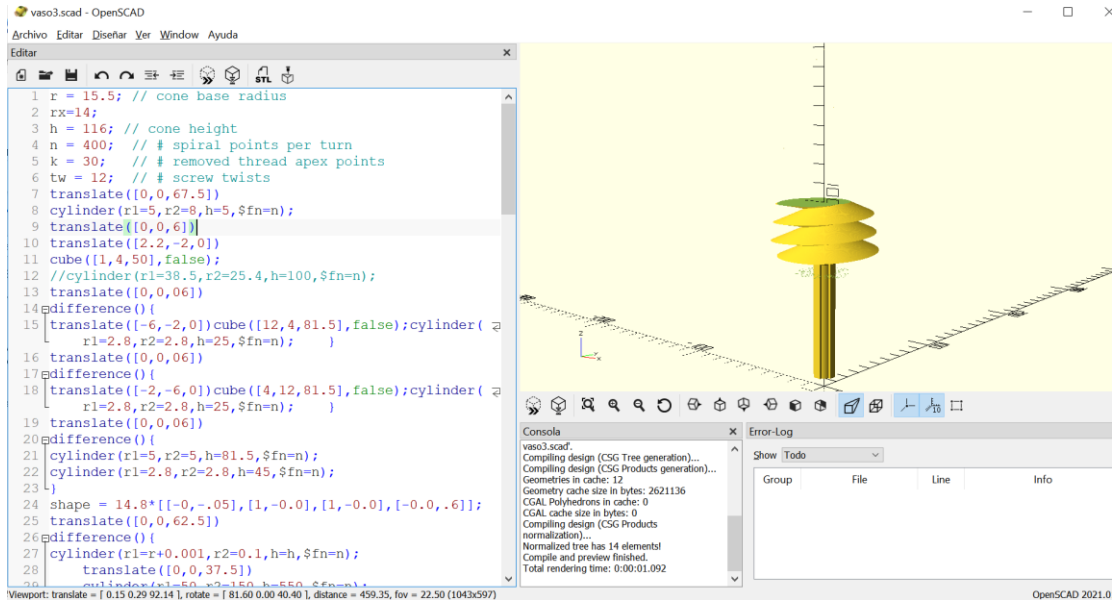 vaso3.scad - OpenSCAD
Archivo Editar Diseñar Ver Window Ayuda
Editar
STL
1 r = 15.5; // cone base radius
2 rx=14;
3 h = 116; // cone height
4 n = 400; // # spiral points per turn
5 k = 30; // # removed thread apex points
6 tw = 12; // # screw twists
7 translate([0,0,67.5])
8 cylinder(r1=5,r2=8,h=5,$fn=n);
9 translate([0,0,6])
10 translate([2.2,-2,0])
11 cube([1,4,50],false);
12 //cylinder(r1=38.5,r2=25.4,h=100,$fn=n);
13 translate([0,0,06])
14 difference(){
15 translate([-6,-2,0])cube([12,4,81.5],false);cylinder(
r1=2.8,r2=2.8,h=25,$fn=n); }
16 translate([0,0,06])
17 difference(){
18 translate([-2,-6,0])cube([4,12,81.5],false);cylinder(
r1=2.8,r2=2.8,h=25,$fn=n); }
19 translate([0,0,06])
20 difference(){
21 cylinder(r1=5,r2=5,h=81.5,$fn=n);
22 cylinder(r1=2.8,r2=2.8,h=45,$fn=n);
23 }
24 shape = 14.8*[[-0,-.05],[1,-0.0],[1,-0.0],[-0.0,.6]];
25 translate([0,0,62.5])
26 difference(){
27 cylinder(r1=r+0.001,r2=0.1,h=h,$fn=n);
28 translate([0,0,37.5])
29 cylinder(r1=50,r2=150,h=550,$fn=n);
z
x
10
Consola
vaso3.scad'.
Compiling design (CSG Tree generation)...
Compiling design (CSG Products generation)...
Geometries in cache: 12
Geometry cache size in bytes: 2621136
CGAL Polyhedrons in cache: 0
CGAL cache size in bytes: 0
Compiling design (CSG Products
normalization)...
Normalized tree has 14 elements!
Compile and preview finished.
Total rendering time: 0:00:01.092
Error-Log
Show Todo
Group File Line Info
Viewport: translate = [ 0.15 0.29 92.14 ], rotate = [ 81.60 0.00 40.40 ], distance = 459.35, fov = 22.50 (1043x597)
OpenSCAD 2021.0